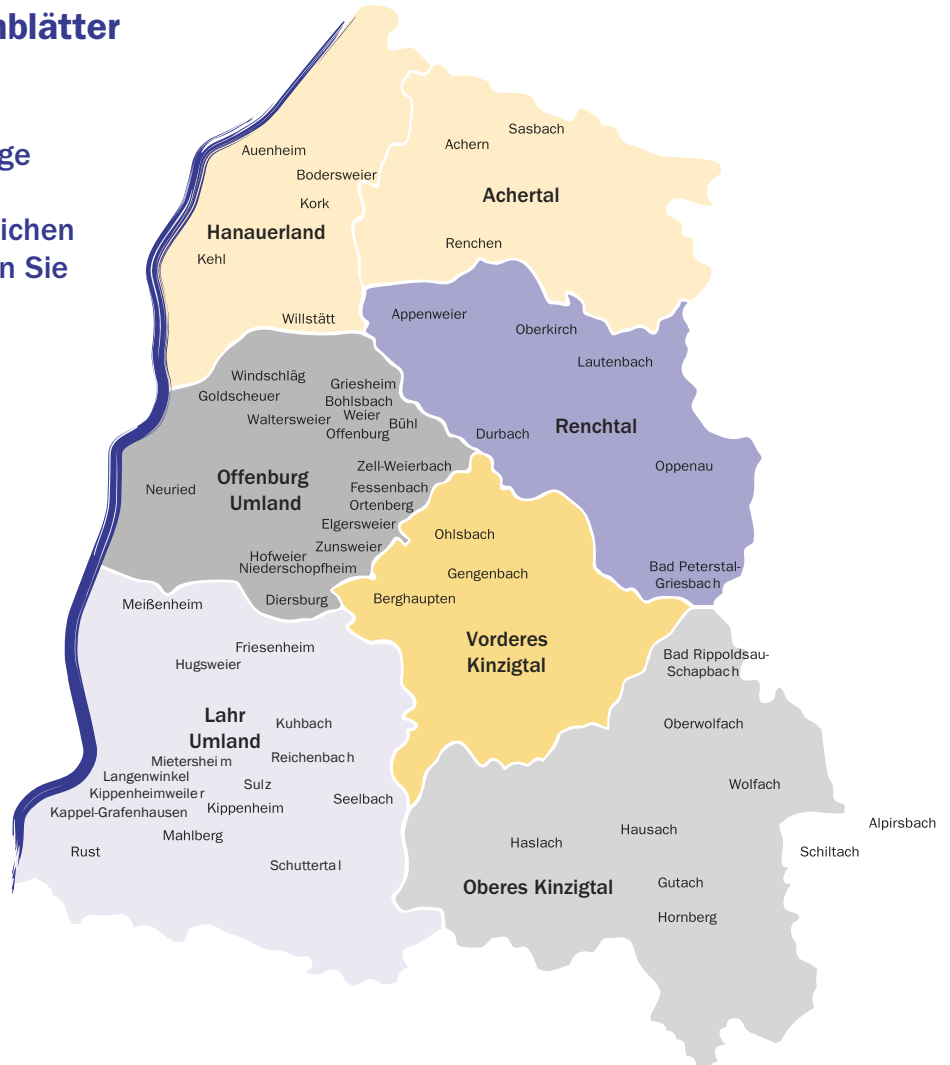 nblätter
ge
ichen
n Sie
Auenheim
Bodersweier
Kork
Hanauerland
Kehl
Willstätt
Sasbach
Achern
Achertal
Renchen
Appenweier
Oberkirch
Lautenbach
Renchtal
Durbach
Oppenau
Bad Peterstal-
Griesbach
Windschläg
Griesheim
Goldscheuer
Bohlsbach
Weier
Waltersweier
Bühl
Offenburg
Zell-Weierbach
Offenburg
Umland
Neuried
Fessenbach
Ortenberg
Elgersweier
Zunsweier
Hofweier
Niederschopfheim
Diersburg
Ohlsbach
Gengenbach
Berghaupten
Vorderes
Kinzigtal
Meißenheim
Friesenheim
Hugsweier
Lahr
Umland
Kuhbach
Mietersheim
Reichenbach
Langenwinkel
Sulz
Kippenheimweiler
Seelbach
Kappel-Grafenhausen
Kippenheim
Mahlberg
Rust
Schuttertal
Bad Rippoldsau-
Schapbach
Oberwolfach
Wolfach
Alpirsbach
Hausach
Haslach
Schiltach
Oberes Kinzigtal
Gutach
Hornberg